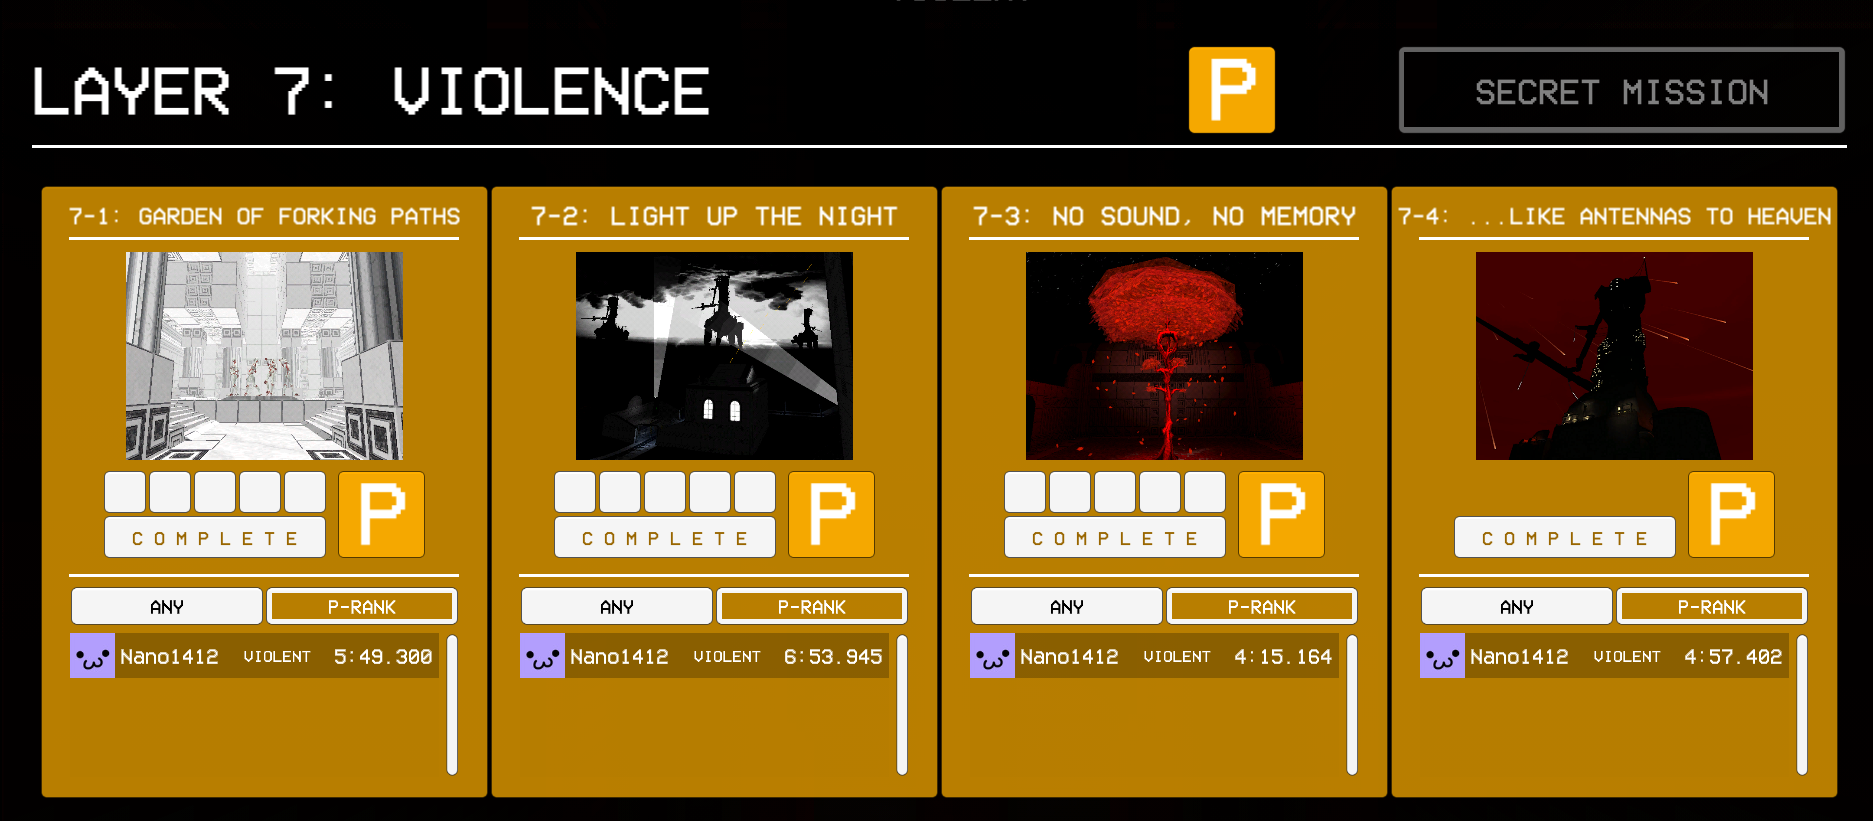 LAYER 7: VIOLENCE
P
SECRET MISSION
7-1: GARDEN OF FORKING PATHS
COMPLETE
P
ANY
P-RANK
Nano1412 VIOLENT 5:49.300
7-2: LIGHT UP THE NIGHT
COMPLETE
P
ANY
P-RANK
Nano1412 VIOLENT 6:53.945
7-3: NO SOUND, NO MEMORY
COMPLETE
P
ANY
P-RANK
Nano1412 VIOLENT 4:15.164
7-4: ...LIKE ANTENNAS TO HEAVEN
COMPLETE
P
ANY
P-RANK
Nano1412 VIOLENT 4:57.402